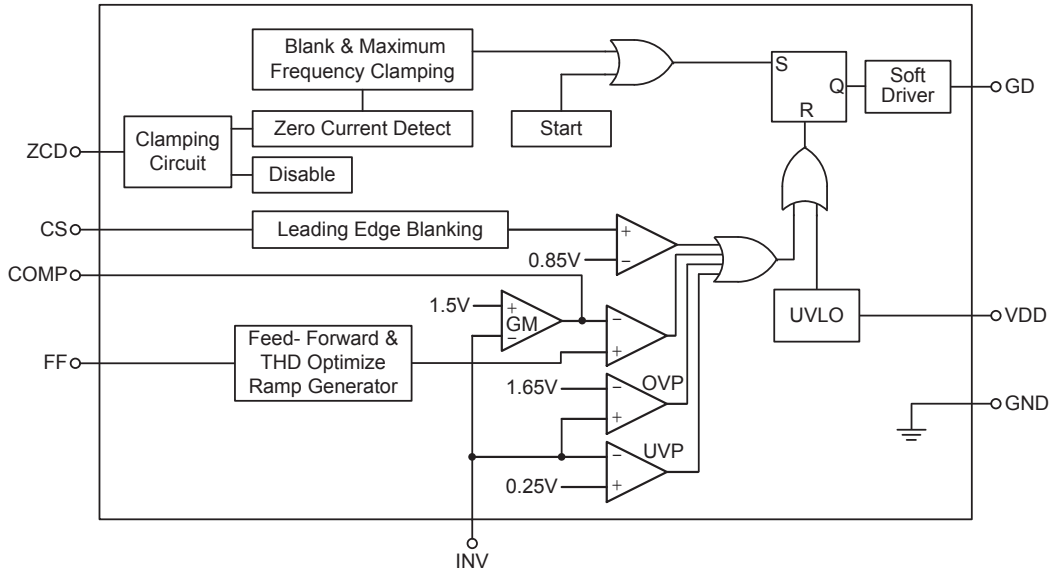 Blank & Maximum
Frequency Clamping
Zero Current Detect
Start
S
Q
R
Soft
Driver
GD
ZCD
Clamping
Circuit
Disable
CS
Leading Edge Blanking
+
0.85V
−
COMP
1.5V
+
GM
−
−
+
UVLO
VDD
FF
Feed- Forward &
THD Optimize
Ramp Generator
1.65V
−
OVP
+
GND
−
UVP
0.25V
+
INV